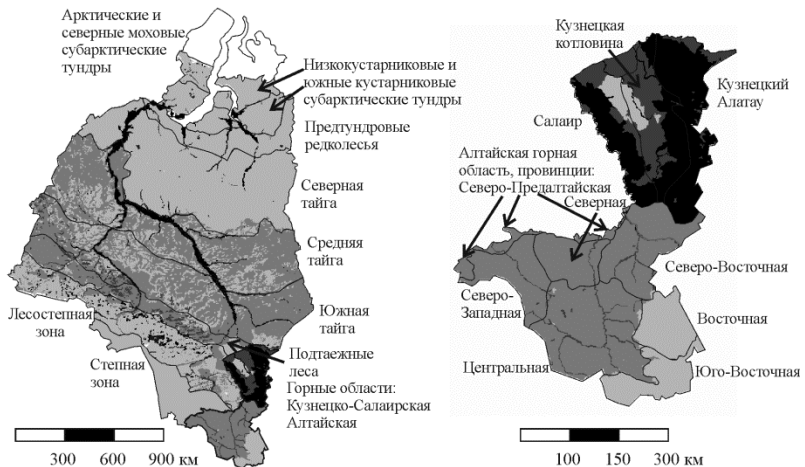 Арктические и
северные моховые
субарктические
тундры
Низкокустарниковые и
южные кустарниковые
субарктические тундры
Предтундровые
редколесья
Северная
тайга
Средняя
тайга
Южная
тайга
Лесостепная
зона
Степная
зона
Подтаежные
леса
Горные области:
Кузнецко-Салаирская
Алтайская
300 600 900 км
Кузнецкая
котловина
Кузнецкий
Алатау
Салаир
Алтайская горная
область, провинции:
Северо-Предалтайская
Северная
Северо-Восточная
Северо-
Западная
Восточная
Центральная
Юго-Восточная
100 150 300 км